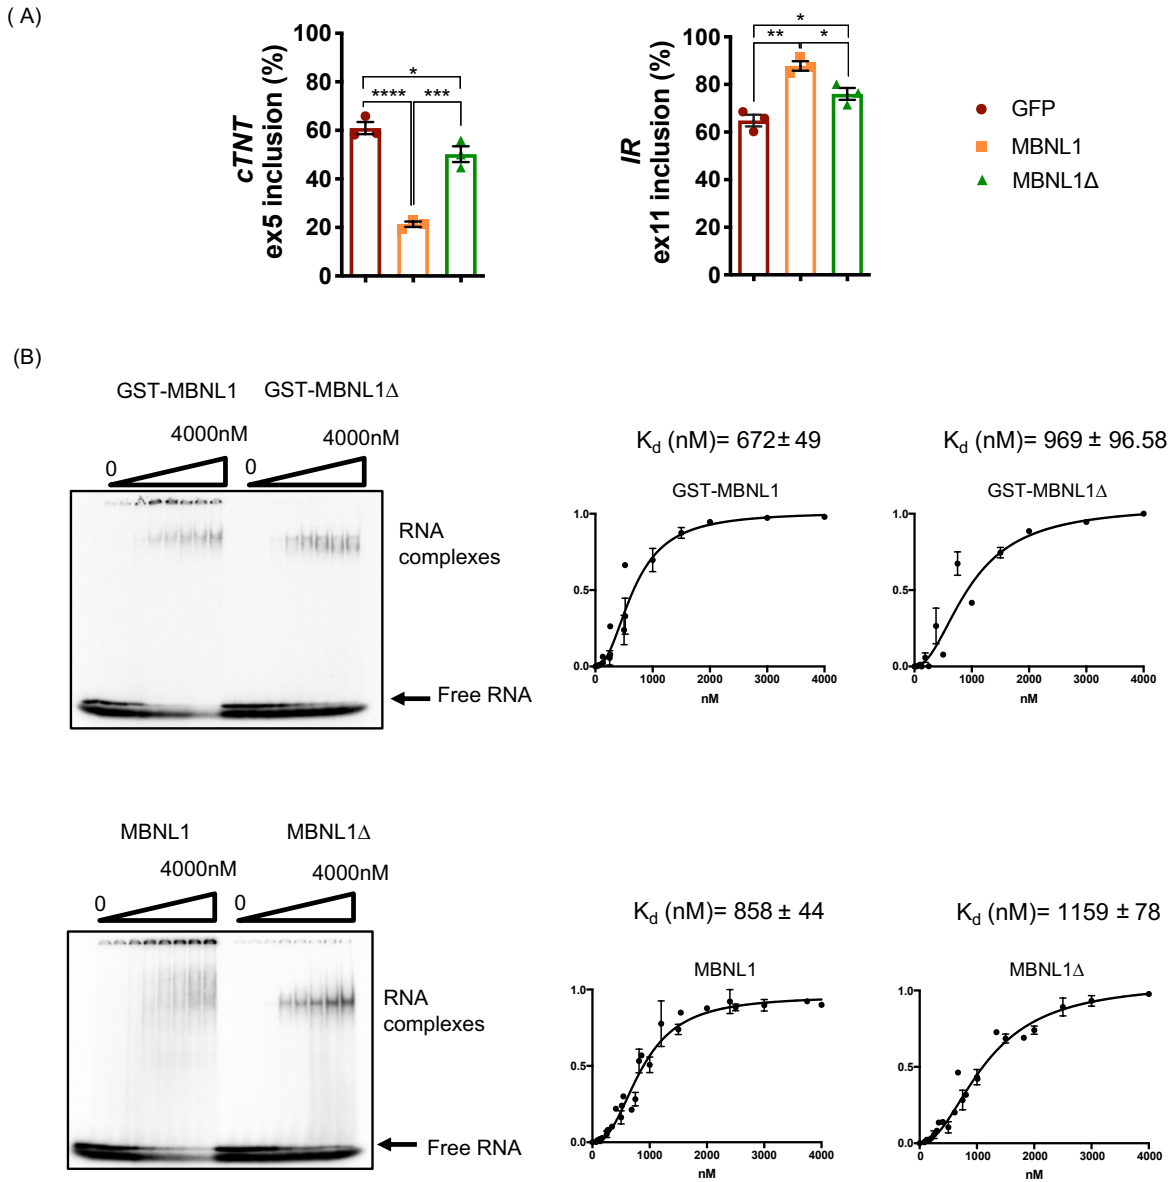 ( A)
cTNT
ex5 inclusion (%)
100
80
60
40
20
0
*
**** ***
IR
ex11 inclusion (%)
100
80
60
40
20
0
*
** *
GFP
MBNL1
MBNL1Δ
(B)
GST-MBNL1 GST-MBNL1Δ
4000nM 4000nM
0 0
RNA
complexes
Free RNA
K_d (nM)= 672± 49
GST-MBNL1
1.0
0.5
0.0
0 1000 2000 3000 4000
nM
K_d (nM)= 969 ± 96.58
GST-MBNL1Δ
1.0
0.5
0.0
0 1000 2000 3000 4000
nM
MBNL1 MBNL1Δ
4000nM 4000nM
0 0
RNA
complexes
Free RNA
K_d (nM)= 858 ± 44
MBNL1
1.0
0.5
0.0
0 1000 2000 3000 4000
nM
K_d (nM)= 1159 ± 78
MBNL1Δ
1.0
0.5
0.0
0 1000 2000 3000 4000
nM